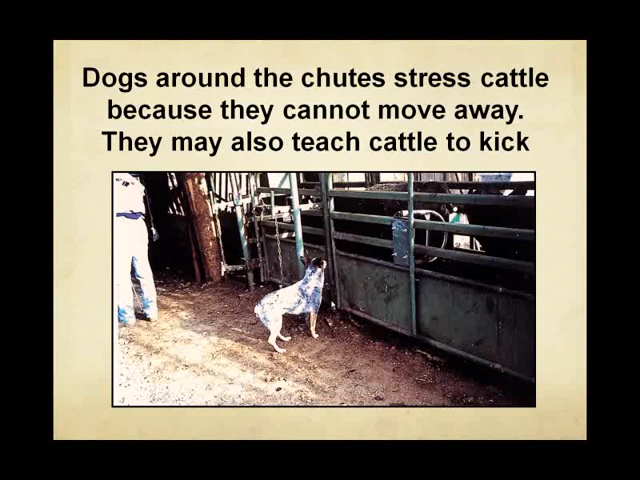 Dogs around the chutes stress cattle
because they cannot move away.
They may also teach cattle to kick